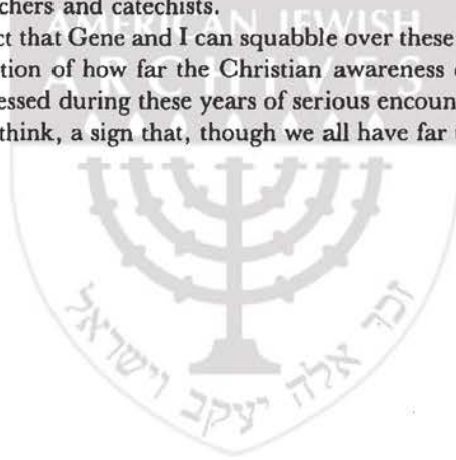 chers and catechists.
AMERICAN JEWISH
ct that Gene and I can squabble over these
tion of how far the Christian awareness
ARCHIVES
essed during these years of serious encoun
think, a sign that, though we all have far
זכר אלה יעקב וישראל